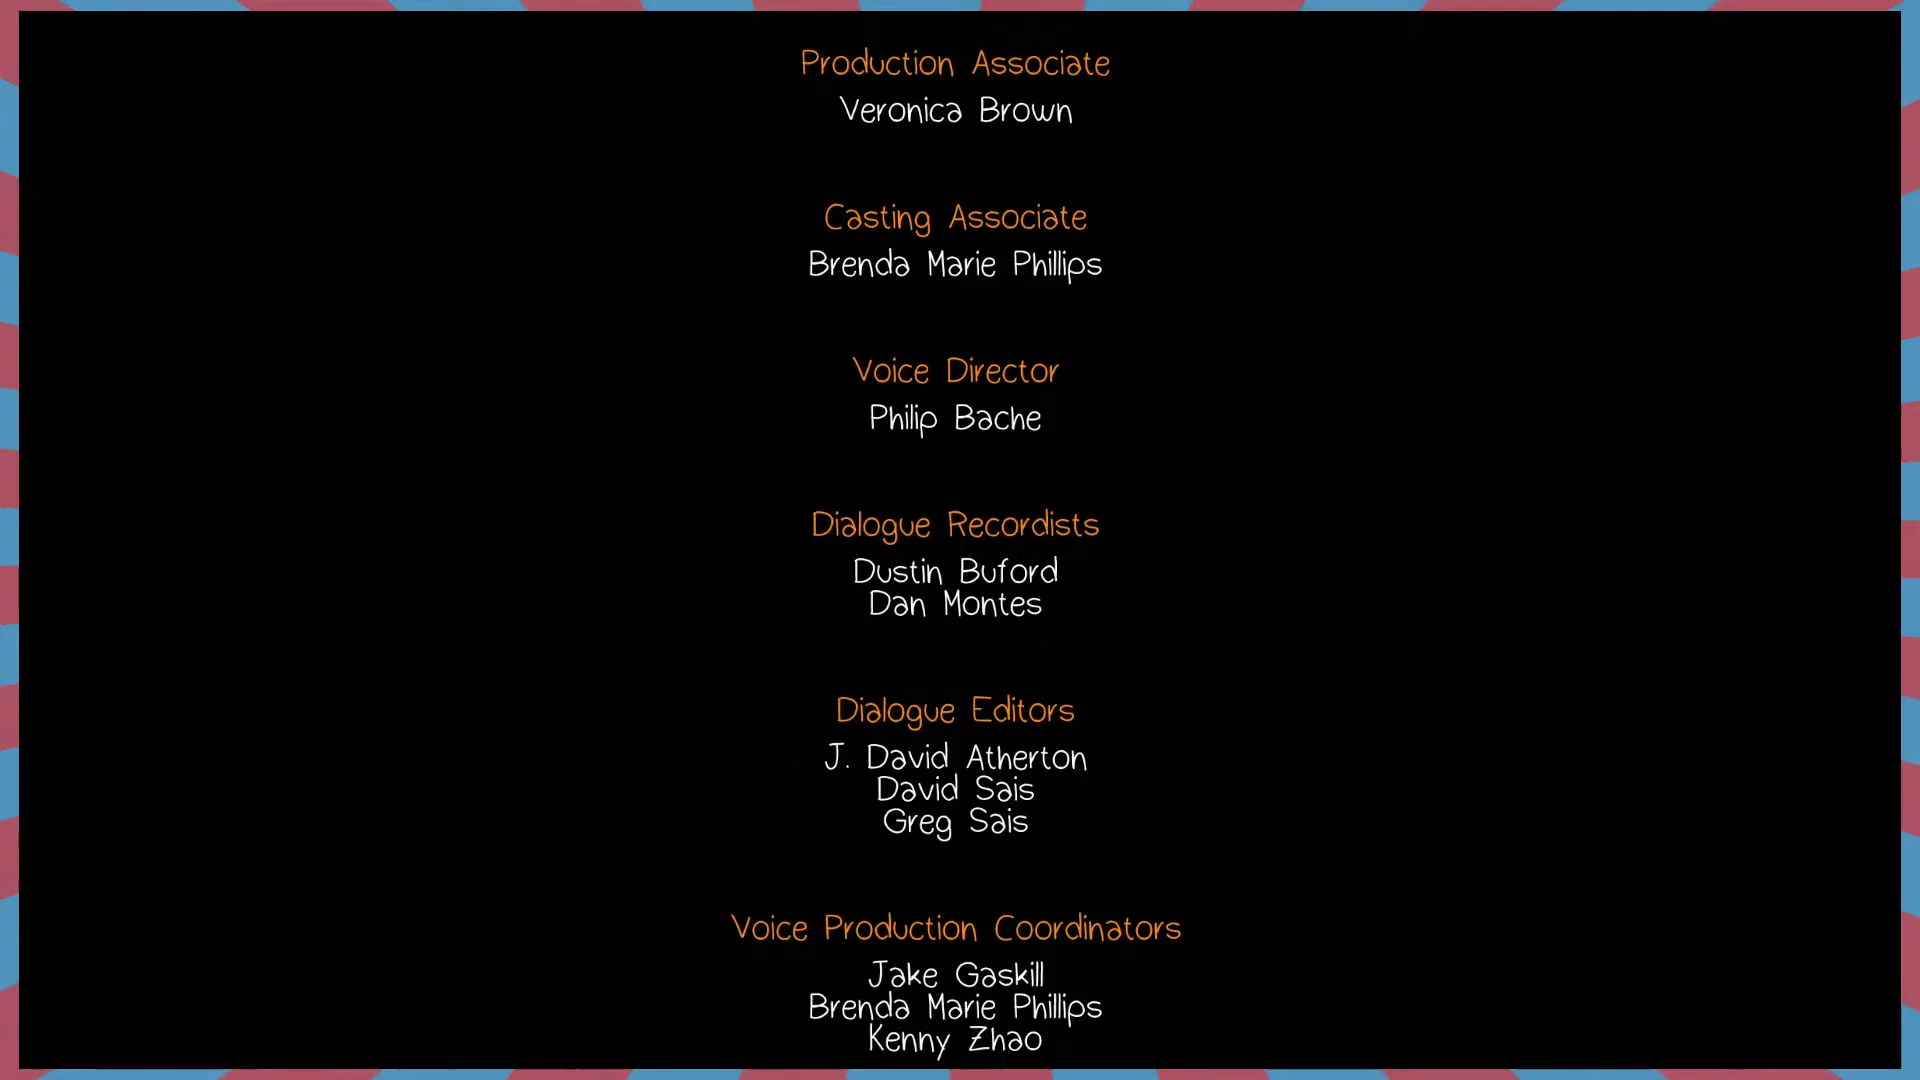 Production Associate
Veronica Brown
Casting Associate
Brenda Marie Phillips
Voice Director
Philip Bache
Dialogue Recordists
Dustin Buford
Dan Montes
Dialogue Editors
J. David Atherton
David Sais
Greg Sais
Voice Production Coordinators
Jake Gaskill
Brenda Marie Phillips
Kenny Zhao